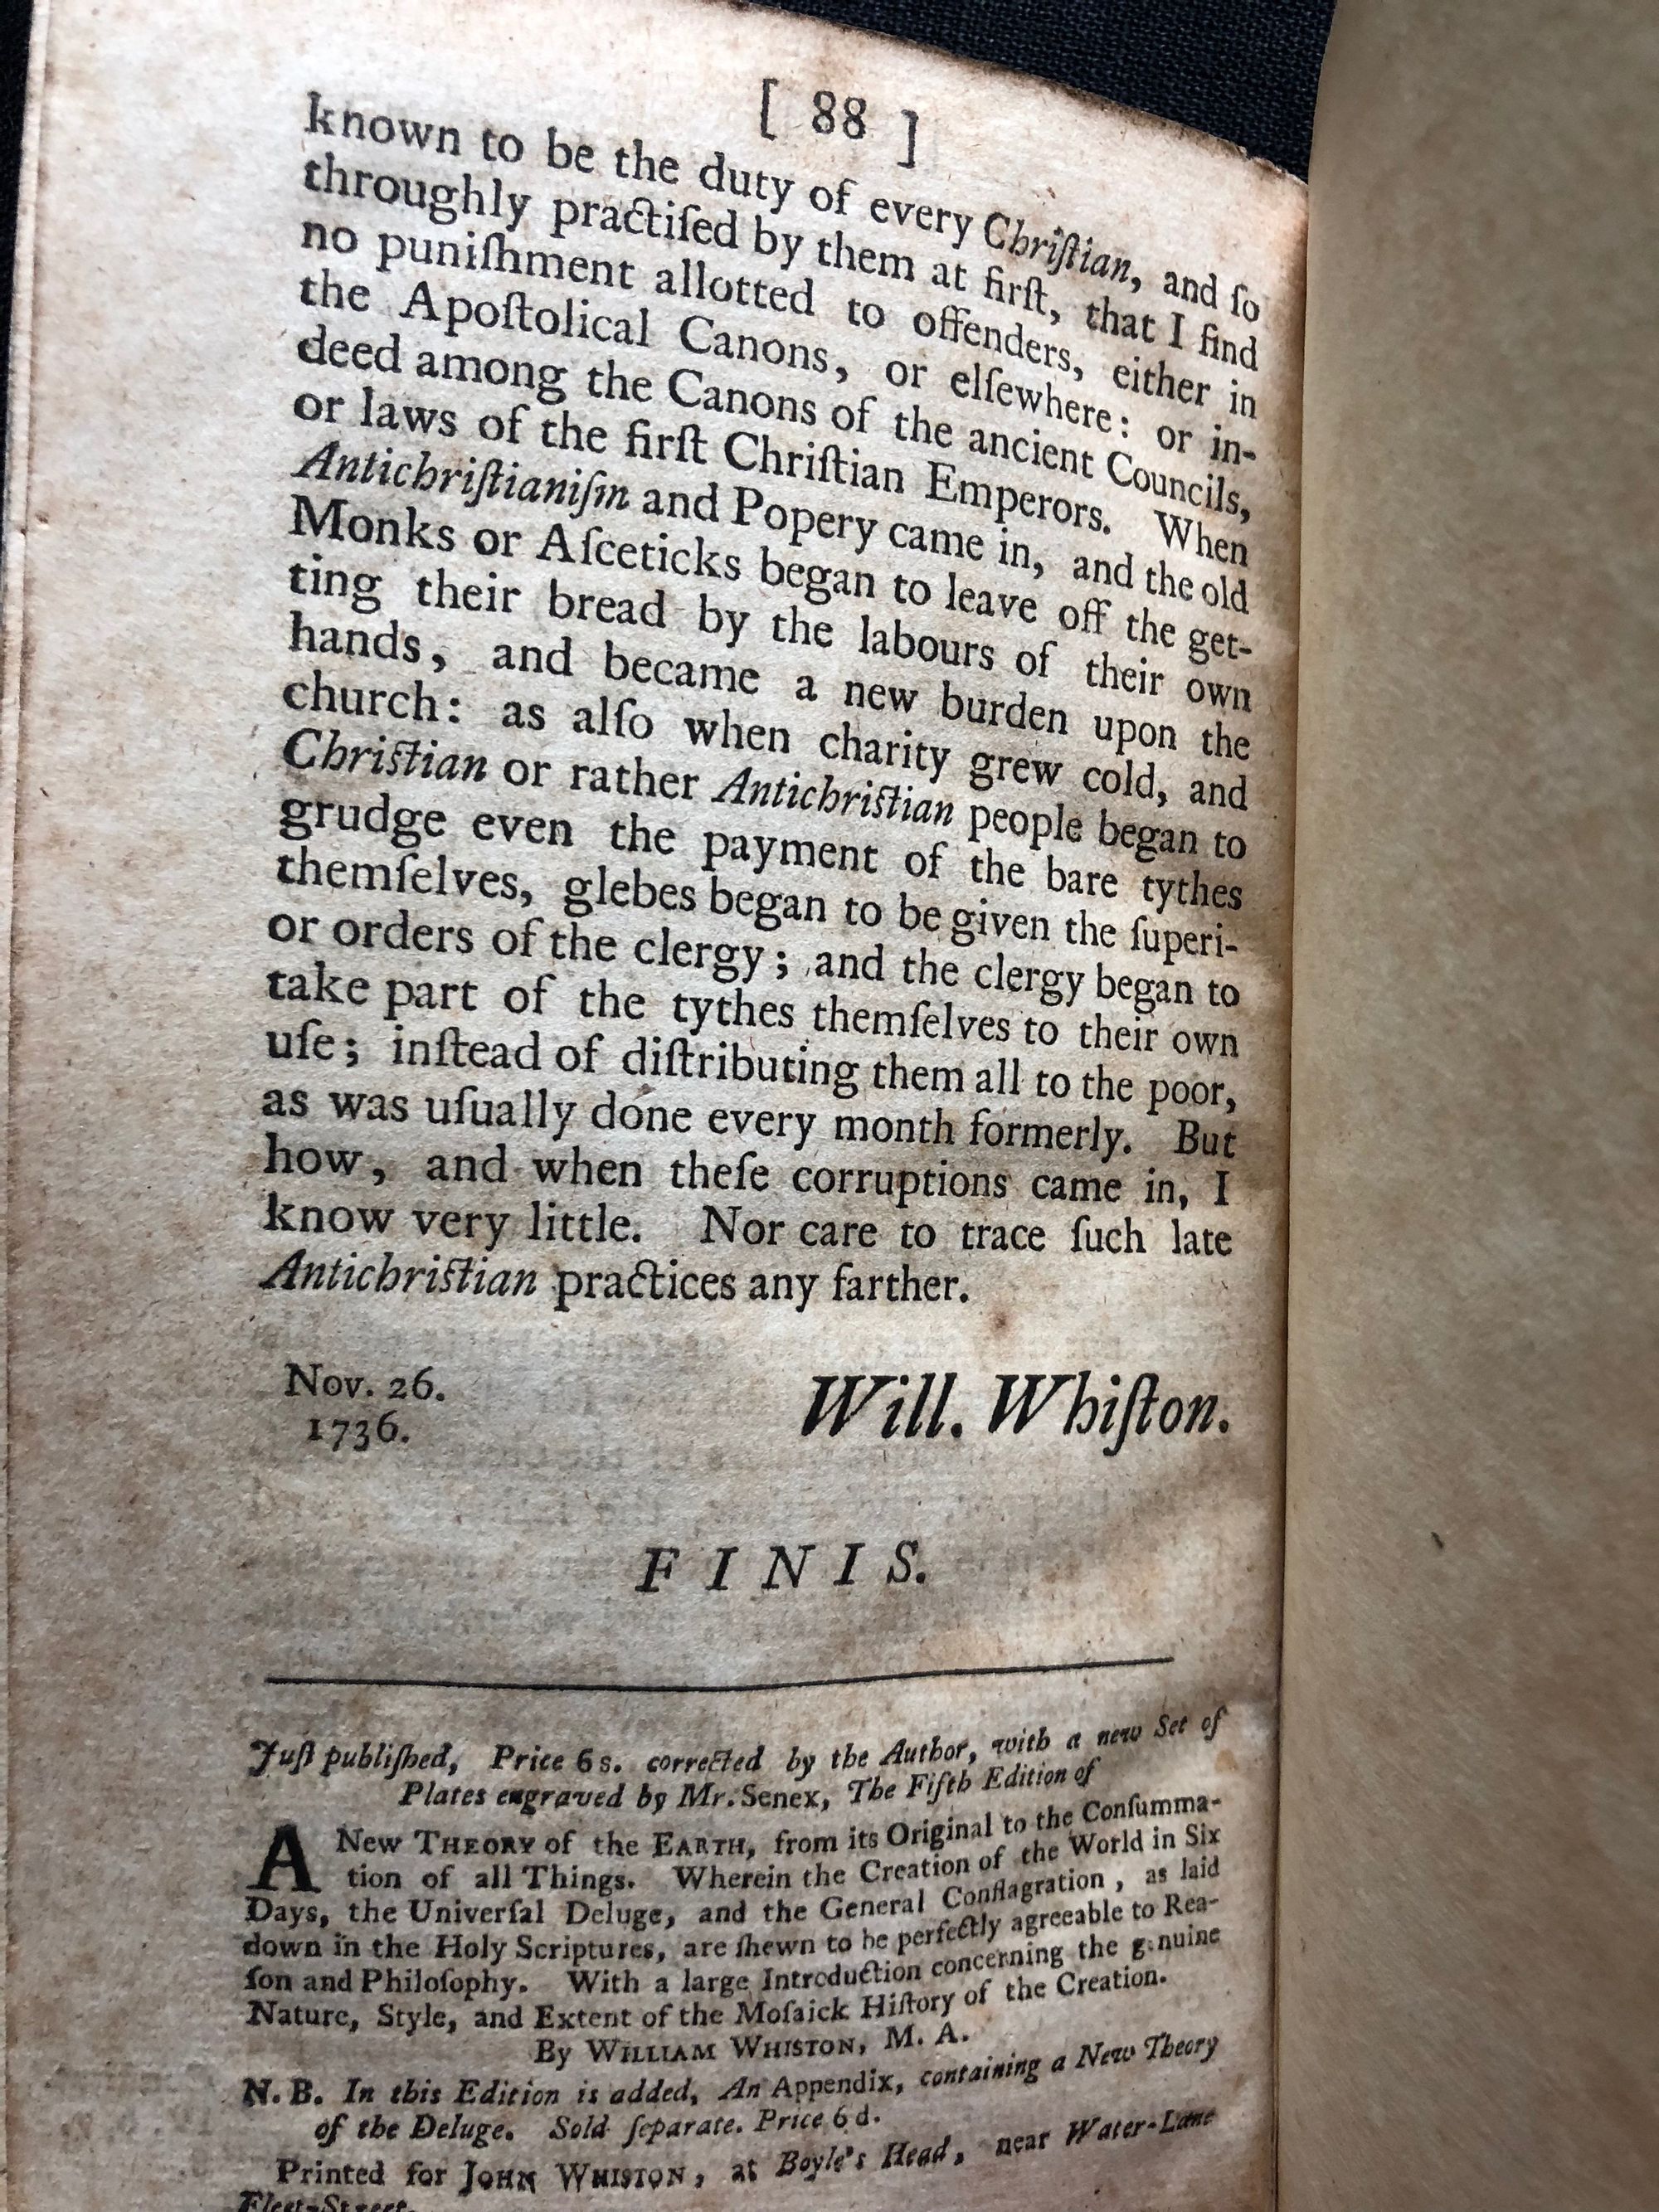 [ 88 ]
known to be the duty of every Chriſtian, and ſo
throughly practiſed by them at firſt, that I find
no puniſhment allotted to offenders, either in
the Apoſtolical Canons, or elſewhere: or in-
deed among the Canons of the ancient Councils,
or laws of the firſt Chriſtian Emperors. When
Antichriſtianiſm and Popery came in, and the old
Monks or Aſceticks began to leave off the get-
ting their bread by the labours of their own
hands, and became a new burden upon the
church: as alſo when charity grew cold, and
Chriſtian or rather Antichriſtian people began to
grudge even the payment of the bare tythes
themſelves, glebes began to be given the ſuperi-
or orders of the clergy; and the clergy began to
take part of the tythes themſelves to their own
uſe; inſtead of diſtributing them all to the poor,
as was uſually done every month formerly. But
how, and when theſe corruptions came in, I
know very little. Nor care to trace ſuch late
Antichriſtian practices any farther.
Nov. 26. Will. Whiſton.
1736.
FINIS.
Juſt publiſhed, Price 6 s. corrected by the Author, with a new Set of
Plates engraved by Mr. Senex, The Fifth Edition of
A New THEORY of the EARTH, from its Original to the Conſumma-
tion of all Things. Wherein the Creation of the World in Six
Days, the Univerſal Deluge, and the General Conflagration, as laid
down in the Holy Scriptures, are ſhewn to be perfectly agreeable to Rea-
ſon and Philoſophy. With a large Introduction concerning the genuine
Nature, Style, and Extent of the Moſaick Hiſtory of the Creation.
By WILLIAM WHISTON, M. A.
N. B. In this Edition is added, An Appendix, containing a New Theory
of the Deluge. Sold ſeparate. Price 6 d.
Printed for JOHN WHISTON, at Boyle's Head, near Water-Lane
Fleet-Street.